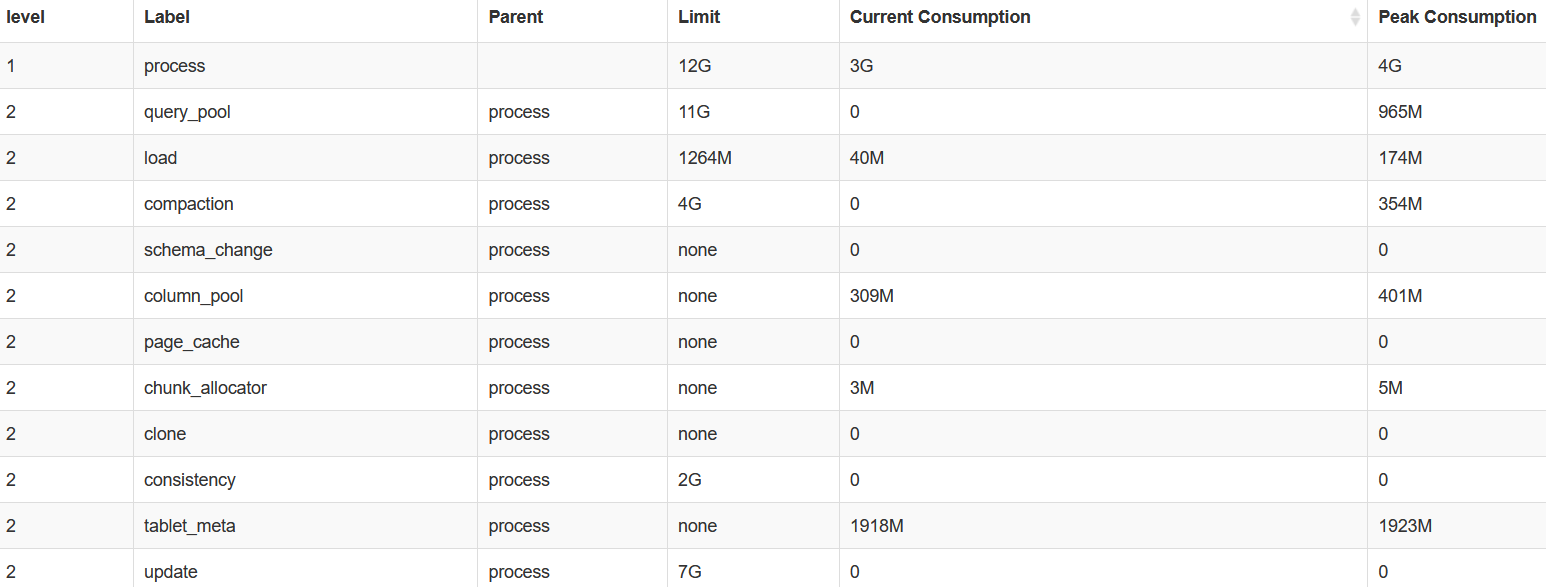 level Label Parent Limit Current Consumption Peak Consumption
1 process 12G 3G 4G
2 query_pool process 11G 0 965M
2 load process 1264M 40M 174M
2 compaction process 4G 0 354M
2 schema_change process none 0 0
2 column_pool process none 309M 401M
2 page_cache process none 0 0
2 chunk_allocator process none 3M 5M
2 clone process none 0 0
2 consistency process 2G 0 0
2 tablet_meta process none 1918M 1923M
2 update process 7G 0 0